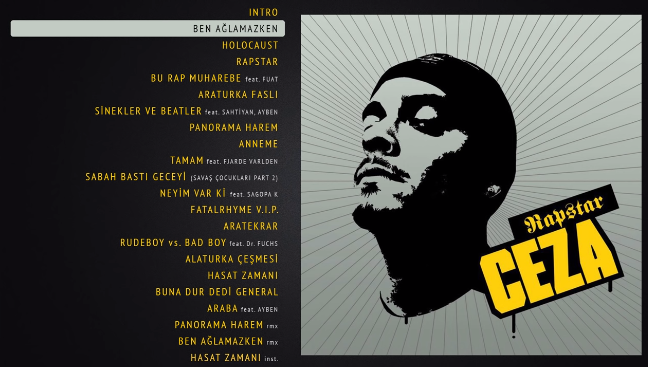 INTRO
BEN AĞLAMAZKEN
HOLOCAUST
RAPSTAR
BU RAP MUHAREBE feat. FUAT
ARATURKA FASLI
SİNEKLER VE BEATLER feat. SAHTİYAN, AYBEN
PANORAMA HAREM
ANNEME
TAMAM feat. FJARDE VARLDEN
SABAH BASTI GECEYİ (SAVAŞ ÇOCUKLARI PART 2)
NEYİM VAR Kİ feat. SAGOPA K
FATALRHYME V.I.P.
ARATEKRAR
RUDEBOY vs. BAD BOY feat. Dr. FUCHS
ALATURKA ÇEŞMESİ
HASAT ZAMANI
BUNA DUR DEDİ GENERAL
ARABA feat. AYBEN
PANORAMA HAREM rmx
BEN AĞLAMAZKEN rmx
HASAT ZAMANI inst.
Rapstar
CEZA